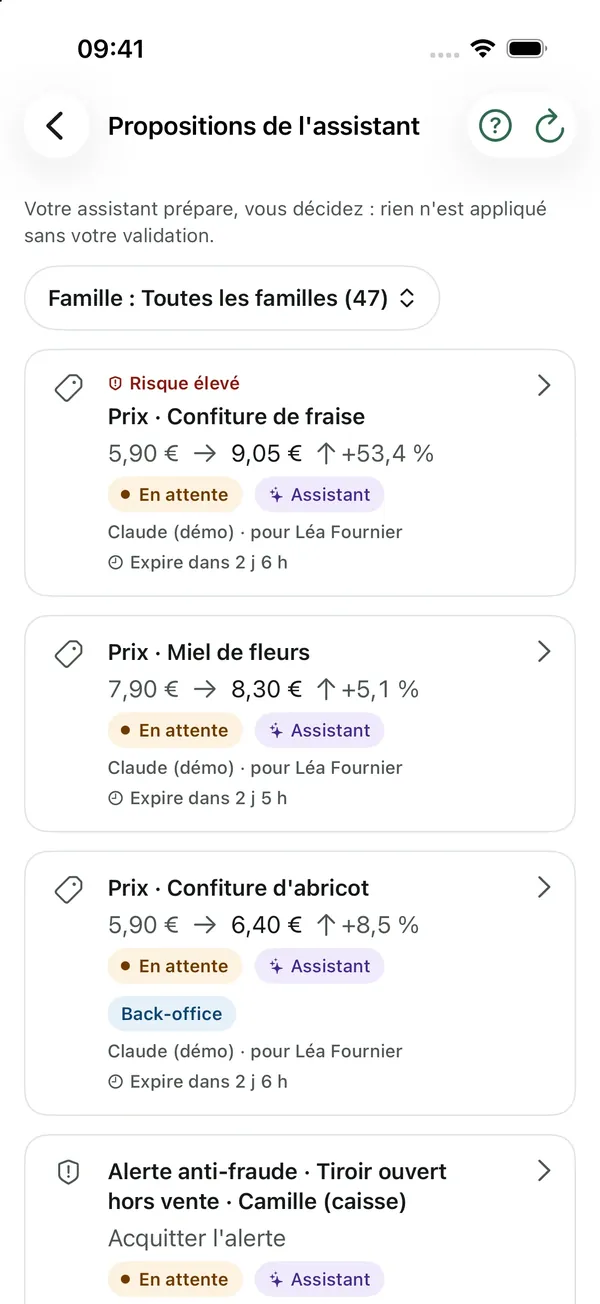 09:41
Propositions de l'assistant
Votre assistant prépare, vous décidez : rien n'est appliqué
sans votre validation.
Famille : Toutes les familles (47)
Risque élevé
Prix · Confiture de fraise
5,90 € → 9,05 € ↑ +53,4 %
En attente Assistant
Claude (démo) · pour Léa Fournier
Expire dans 2 j 6 h
Prix · Miel de fleurs
7,90 € → 8,30 € ↑ +5,1 %
En attente Assistant
Claude (démo) · pour Léa Fournier
Expire dans 2 j 5 h
Prix · Confiture d'abricot
5,90 € → 6,40 € ↑ +8,5 %
En attente Assistant
Back-office
Claude (démo) · pour Léa Fournier
Expire dans 2 j 6 h
Alerte anti-fraude · Tiroir ouvert
hors vente · Camille (caisse)
Acquitter l'alerte
En attente Assistant